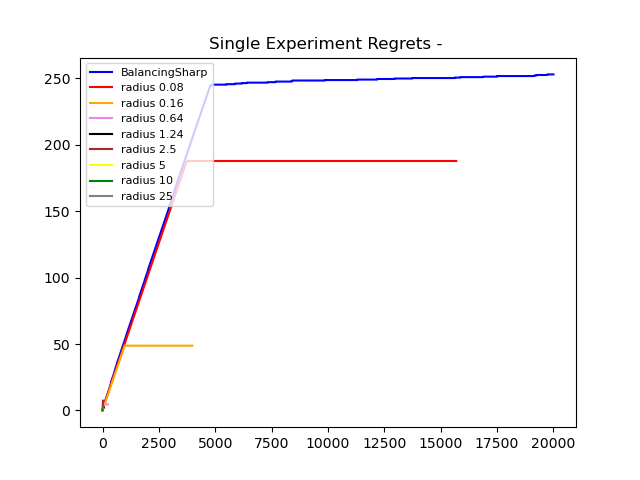 Single Experiment Regrets -
BalancingSharp
radius 0.08
radius 0.16
radius 0.64
radius 1.24
radius 2.5
radius 5
radius 10
radius 25
250
200
150
100
50
0
0 2500 5000 7500 10000 12500 15000 17500 20000